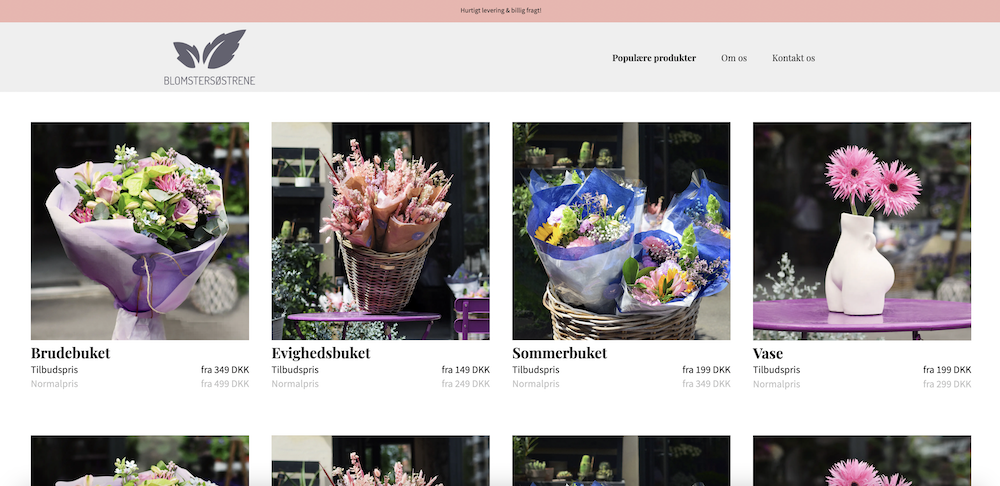 Hurtigt levering & billig fragt!
BLOMSTERSØSTRENE
Populære produkter Om os Kontakt os
Brudebuket
Tilbudspris fra 349 DKK
Normalpris fra 499 DKK
Evighedsbuket
Tilbudspris fra 149 DKK
Normalpris fra 249 DKK
Sommerbuket
Tilbudspris fra 199 DKK
Normalpris fra 349 DKK
Vase
Tilbudspris fra 199 DKK
Normalpris fra 299 DKK